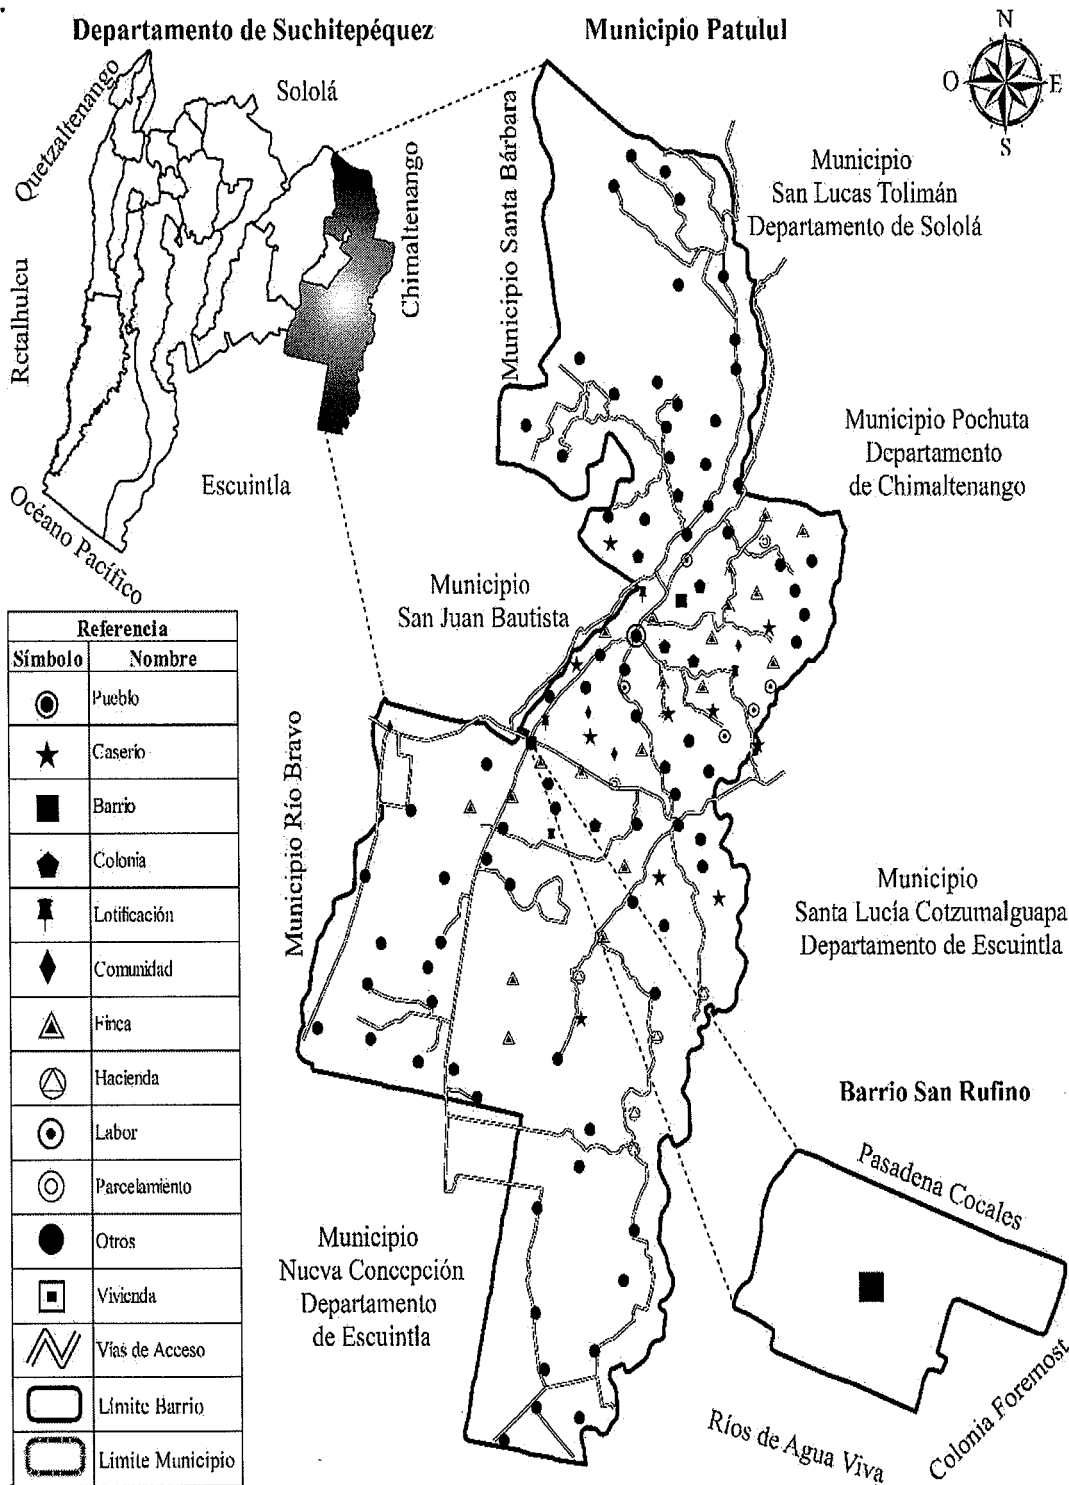 Departamento de Suchitepéquez
Municipio Patulul
N
O
E
S
Quetzaltenango
Sololá
Chimaltenango
Retalhuleu
Escuintla
Océano Pacífico
Municipio Santa Bárbara
Municipio
San Lucas Tolimán
Departamento de Sololá
Municipio Pochuta
Departamento
de Chimaltenango
Municipio
San Juan Bautista
Municipio Río Bravo
Municipio
Santa Lucía Cotzumalguapa
Departamento de Escuintla
Municipio
Nueva Concepción
Departamento
de Escuintla
Barrio San Rufino
Pasadena Cocales
Colonia Foremost
Ríos de Agua Viva
Referencia
Símbolo Nombre
Pueblo
Caserío
Barrio
Colonia
Lotificación
Comunidad
Finca
Hacienda
Labor
Parcelamiento
Otros
Vivienda
Vías de Acceso
Límite Barrio
Límite Municipio